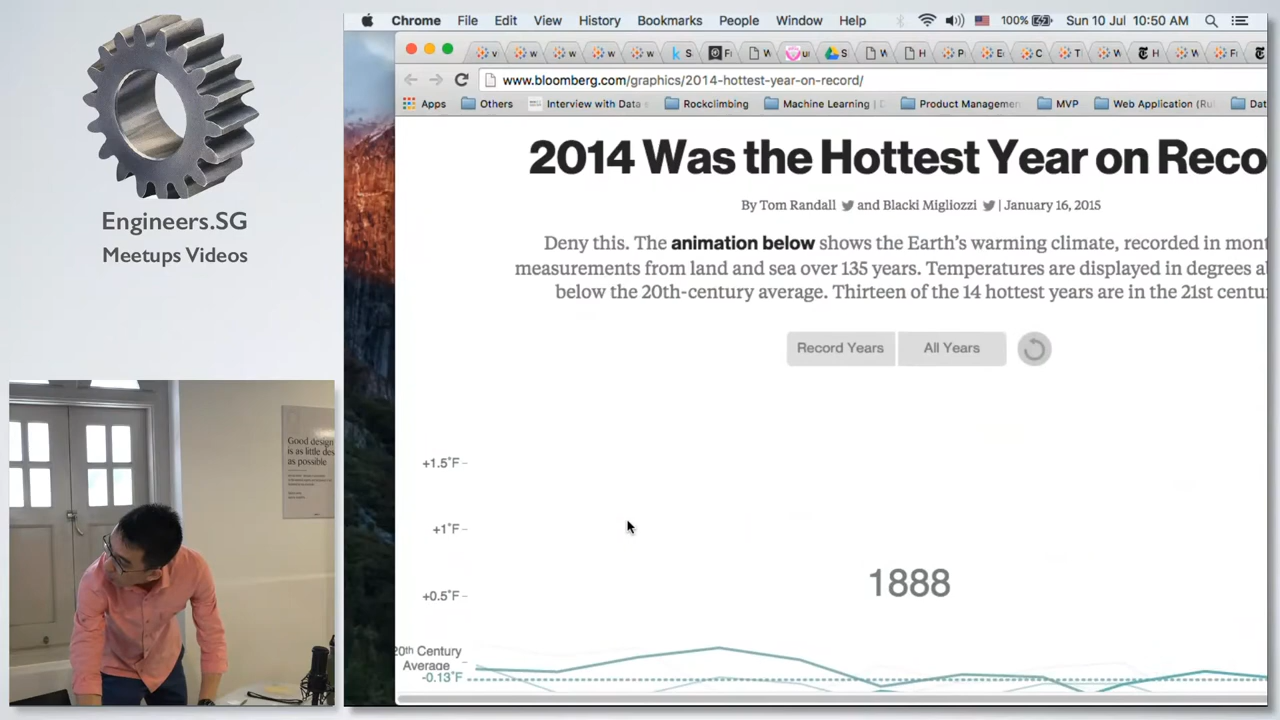 Engineers.SG
Meetups Videos
Good design
is as little des
as possible
Chrome File Edit View History Bookmarks People Window Help 100% Sun 10 Jul 10:50 AM
www.bloomberg.com/graphics/2014-hottest-year-on-record/
Apps Others Interview with Data Rockclimbing Machine Learning | Product Managemen MVP Web Application (Ru Dat
2014 Was the Hottest Year on Reco
By Tom Randall and Blacki Migliozzi | January 16, 2015
Deny this. The animation below shows the Earth's warming climate, recorded in mont
measurements from land and sea over 135 years. Temperatures are displayed in degrees a
below the 20th-century average. Thirteen of the 14 hottest years are in the 21st centu
Record Years All Years
+1.5°F
+1°F
1888
+0.5°F
20th Century
Average
-0.13°F